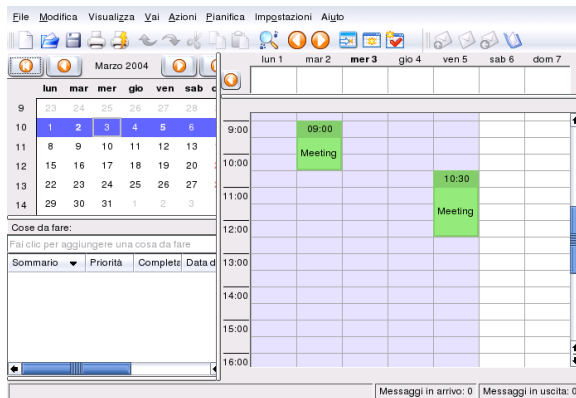 File Modifica Visualizza Vai Azioni Pianifica Impostazioni Aiuto
Marzo 2004
lun mar mer gio ven sab
9 23 24 25 26 27 28
10 1 2 3 4 5 6
11 8 9 10 11 12 13
12 15 16 17 18 19 20
13 22 23 24 25 26 27
14 29 30 31 1 2 3
Cose da fare:
Fai clic per aggiungere una cosa da fare
Sommario Priorità Completa Data d
lun 1 mar 2 mer 3 gio 4 ven 5 sab 6 dom 7
9:00
10:00
11:00
12:00
13:00
14:00
15:00
16:00
09:00
Meeting
10:30
Meeting
Messaggi in arrivo: 0 Messaggi in uscita: 0